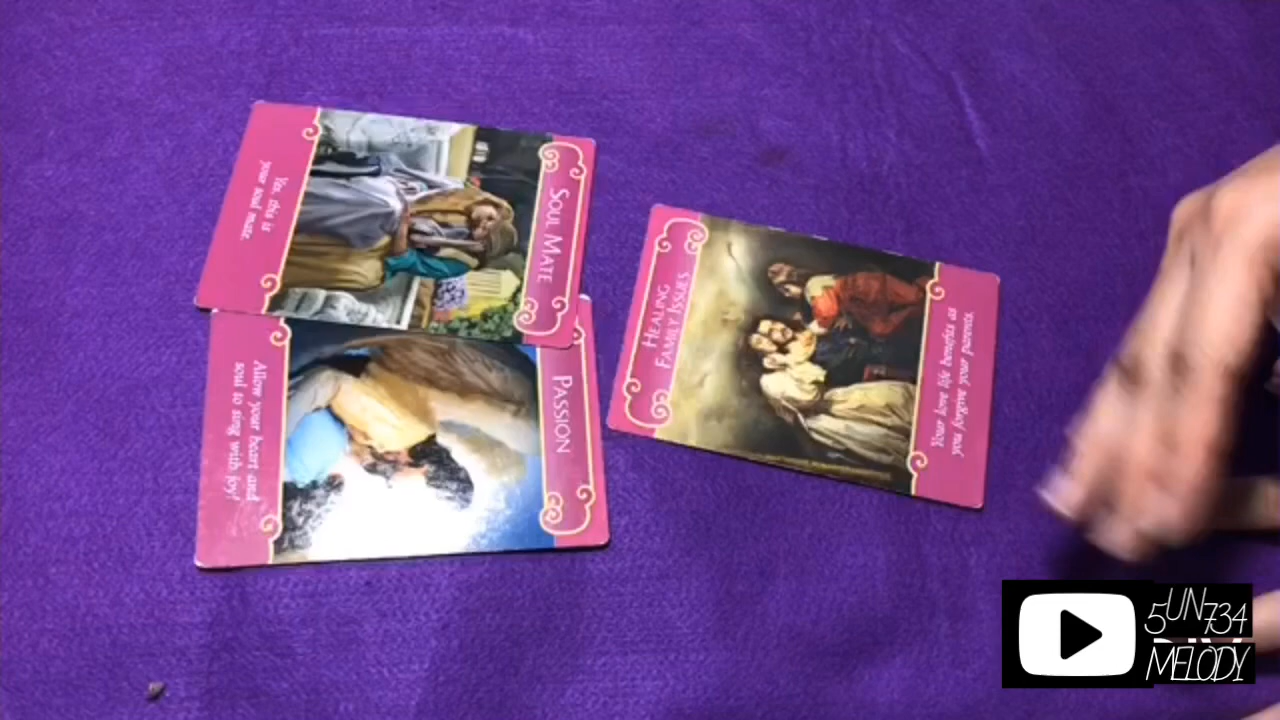 SOUL MATE
Yes, this is
your soul mate.
PASSION
Allow your heart and
soul to sing with joy!
HEALING
FAMILY ISSUES
Your love life benefits as
you forgive your parents.
5UN734
MELODY